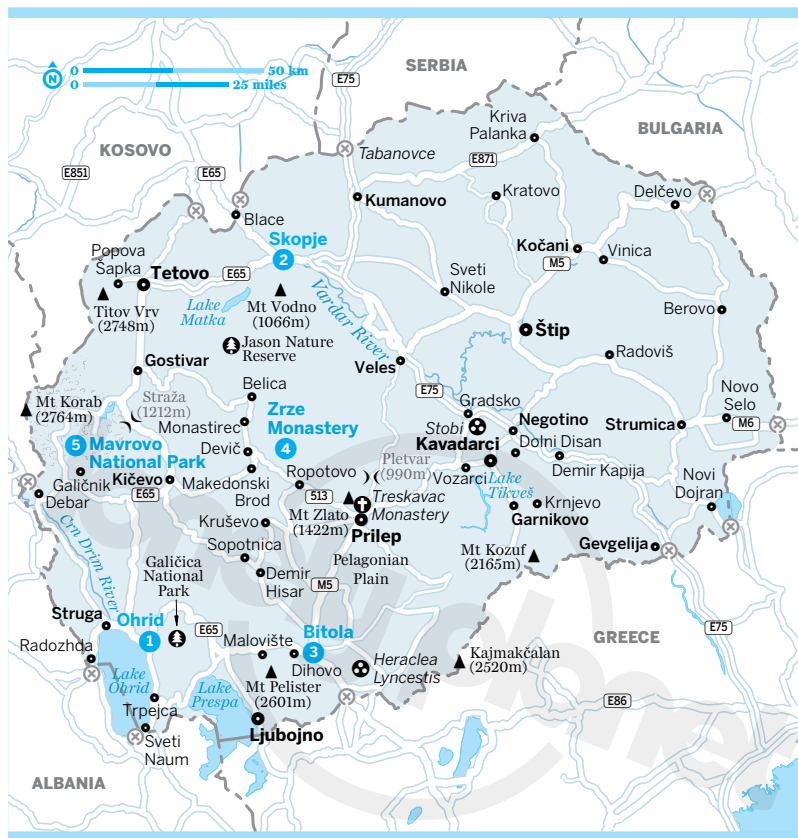 SERBIA
N
0
50 km
0
25 miles
E75
Kriva
Palanka
BULGARIA
KOSOVO
Tabanovce
E871
E851
E65
Kratovo
Delčevo
Kumanovo
Blace
Skopje
2
Kočani
M5
Vinica
Popova
Šapka
Tetovo
E65
Sveti
Nikole
Lake
Matka
Mt Vodno
(1066m)
Vardar River
Titov Vrv
(2748m)
Berovo
Štip
Jason Nature
Reserve
Radoviš
Gostivar
Veles
E75
Belica
Mt Korab
(2764m)
Straža
(1212m)
Gradsko
Novo
Selo
Zrze
Monastery
4
Monastirec
Stobi
Negotino
Strumica
M6
5
Mavrovo
National Park
Kavadarci
Dolni Disan
Devič
Pletvar
(990m)
Galičnik
Kičevo
Makedonski
Brod
Ropotovo
Vozarci
Lake
Tikveš
Demir Kapija
Novi
Dojran
Debar
E65
513
Treskavac
Monastery
Krnjevo
Garnikovo
Mt Zlato
(1422m)
Kruševo
Prilep
Crn Drim River
Sopotnica
Mt Kozuf
(2165m)
Gevgelija
Galičica
National
Park
Demir
Hisar
M5
Pelagonian
Plain
Struga
Ohrid
1
E65
Bitola
3
GREECE
E75
Radozhda
Malovište
Dihovo
Heraclea
Lyncestis
Kajmakčalan
(2520m)
Lake
Ohrid
Lake
Prespa
Mt Pelister
(2601m)
E86
Trpejca
Ljubojno
Sveti
Naum
ALBANIA
lonely planet